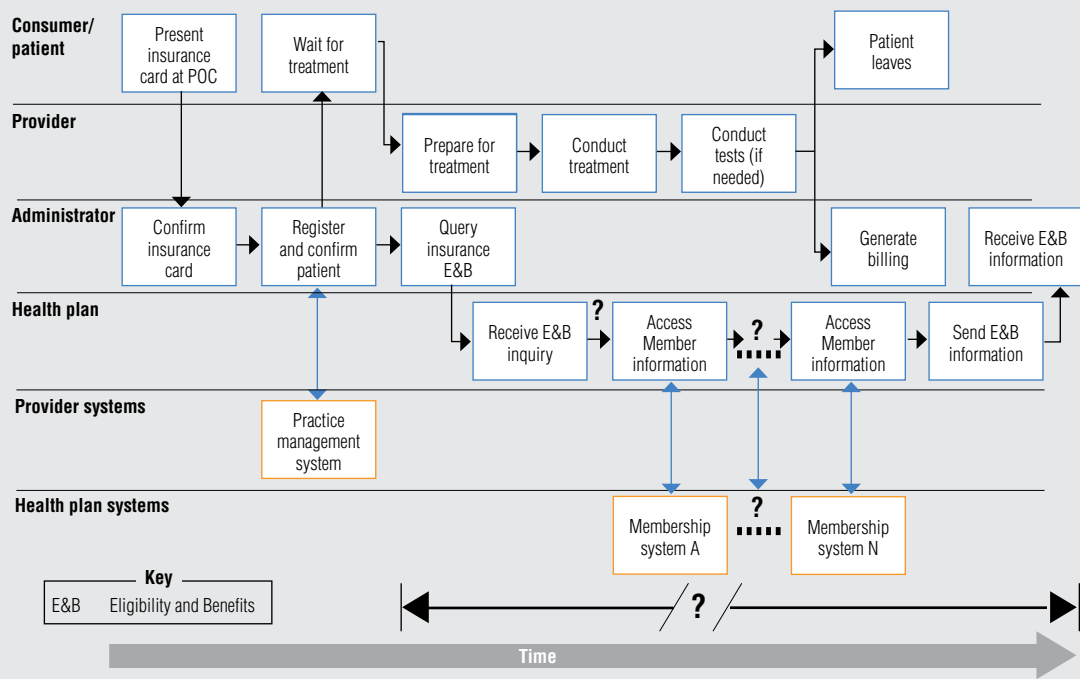 Consumer/
patient
Present
insurance
card at POC
Wait for
treatment
Patient
leaves
Provider
Prepare for
treatment
Conduct
treatment
Conduct
tests (if
needed)
Administrator
Confirm
insurance
card
Register
and confirm
patient
Query
insurance
E&B
Generate
billing
Receive E&B
information
Health plan
Receive E&B
inquiry
?
Access
Member
information
?
Access
Member
information
Send E&B
information
Provider systems
Practice
management
system
Health plan systems
Membership
system A
?
Membership
system N
Key
E&B Eligibility and Benefits
?
Time